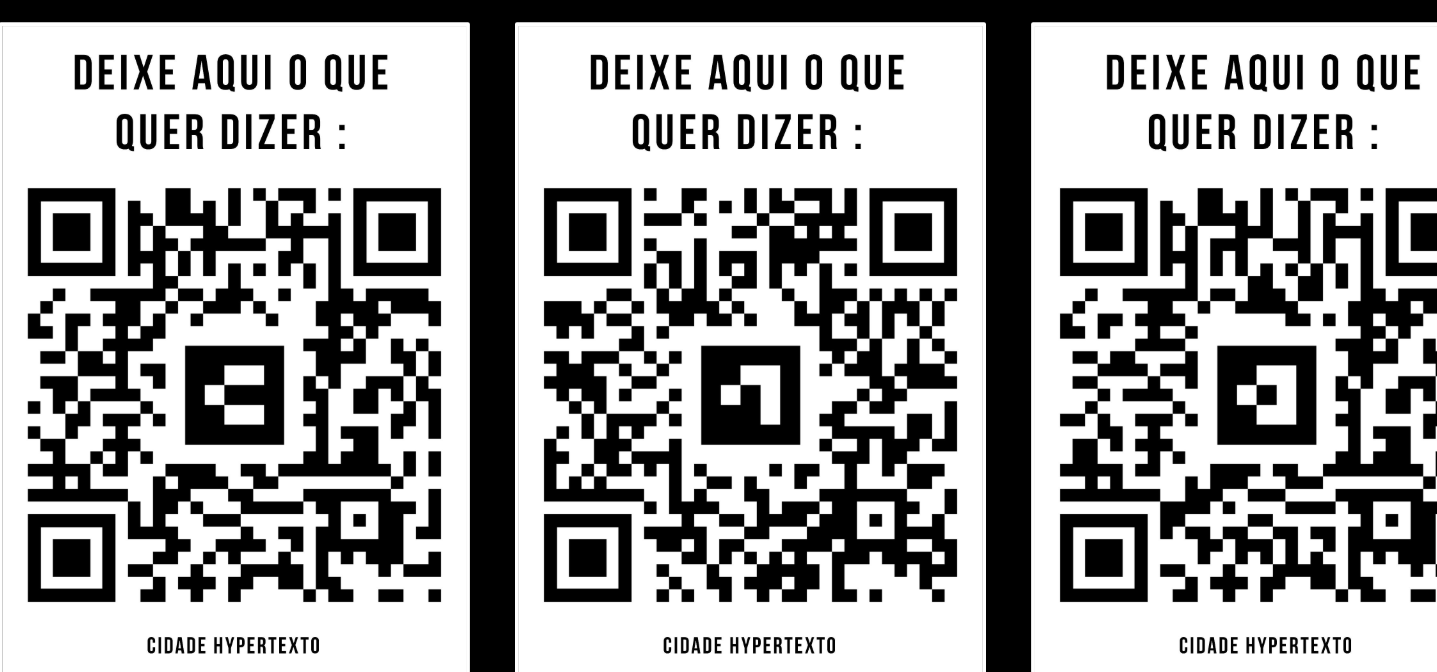 DEIXE AQUI O QUE
QUER DIZER :
CIDADE HYPERTEXTO
DEIXE AQUI O QUE
QUER DIZER :
CIDADE HYPERTEXTO
DEIXE AQUI O QUE
QUER DIZER :
CIDADE HYPERTEXTO